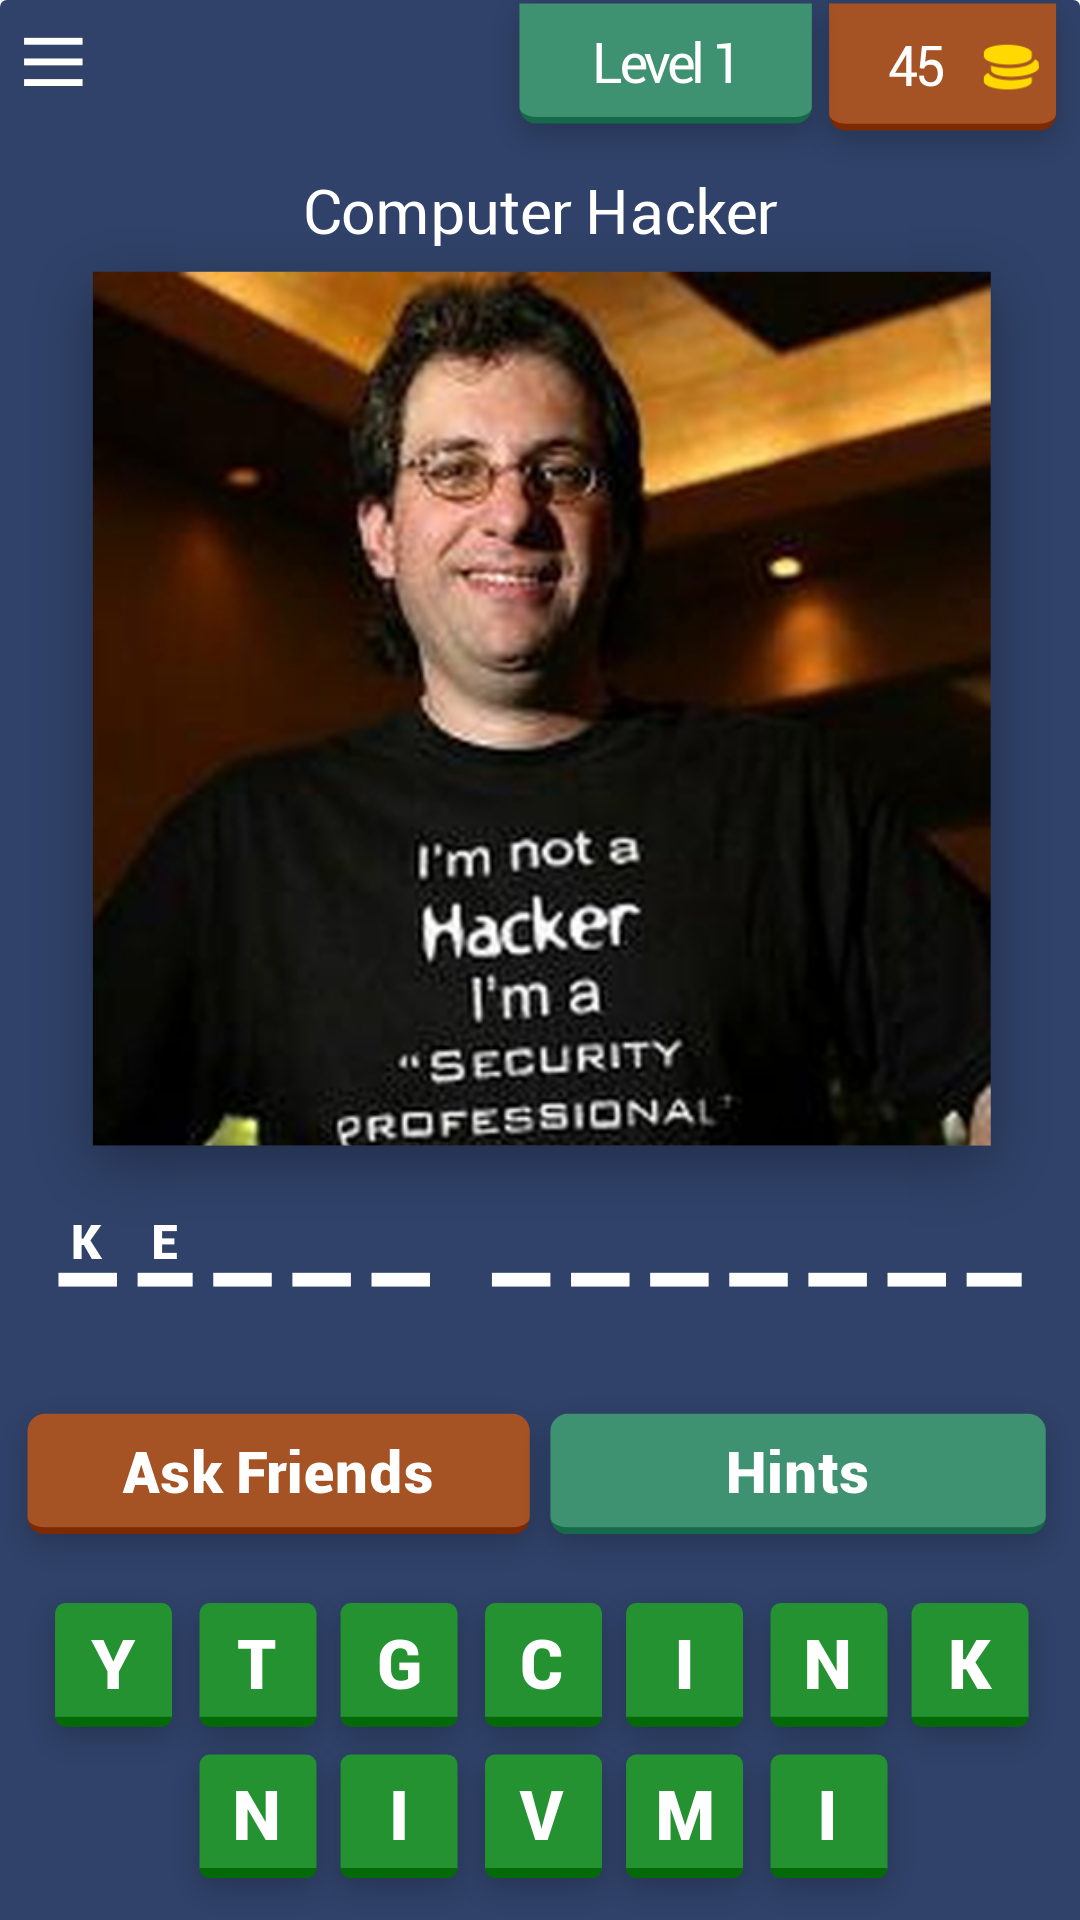 Level 1
45
Computer Hacker
I'm not a
Hacker
I'm a
"SECURITY
PROFESSIONAL"
K E
Ask Friends
Hints
Y T G C I N K
N I V M I